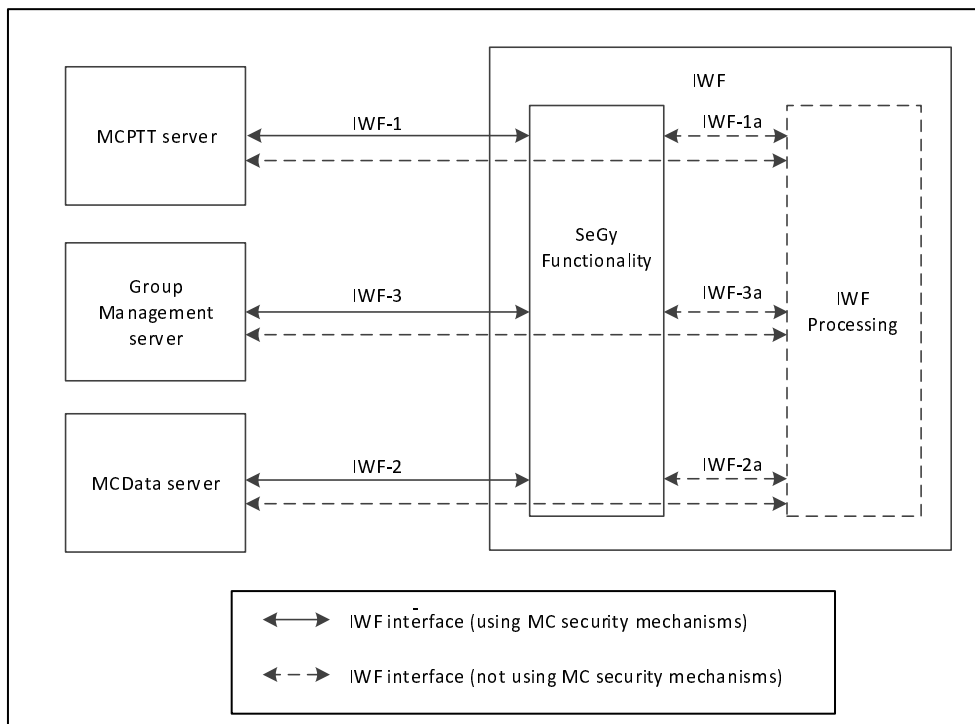 IWF
MCPTT server
IWF-1
IWF-1a
SeGy
Functionality
Group
Management
server
IWF-3
IWF-3a
IWF
Processing
MCData server
IWF-2
IWF-2a
IWF interface (using MC security mechanisms)
IWF interface (not using MC security mechanisms)